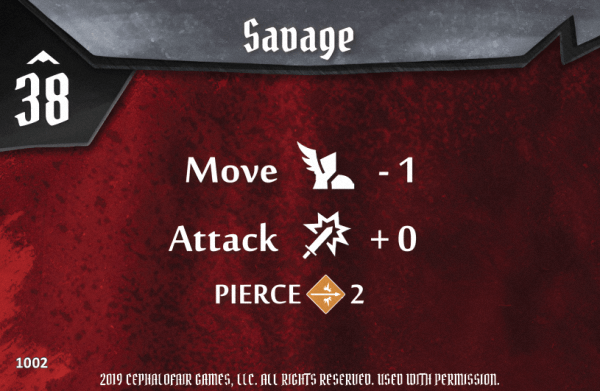 Savage
38
Move - 1
Attack + 0
PIERCE 2
1002
2019 CEPHALOFAIR GAMES, LLC. ALL RIGHTS RESERVED. USED WITH PERMISSION.